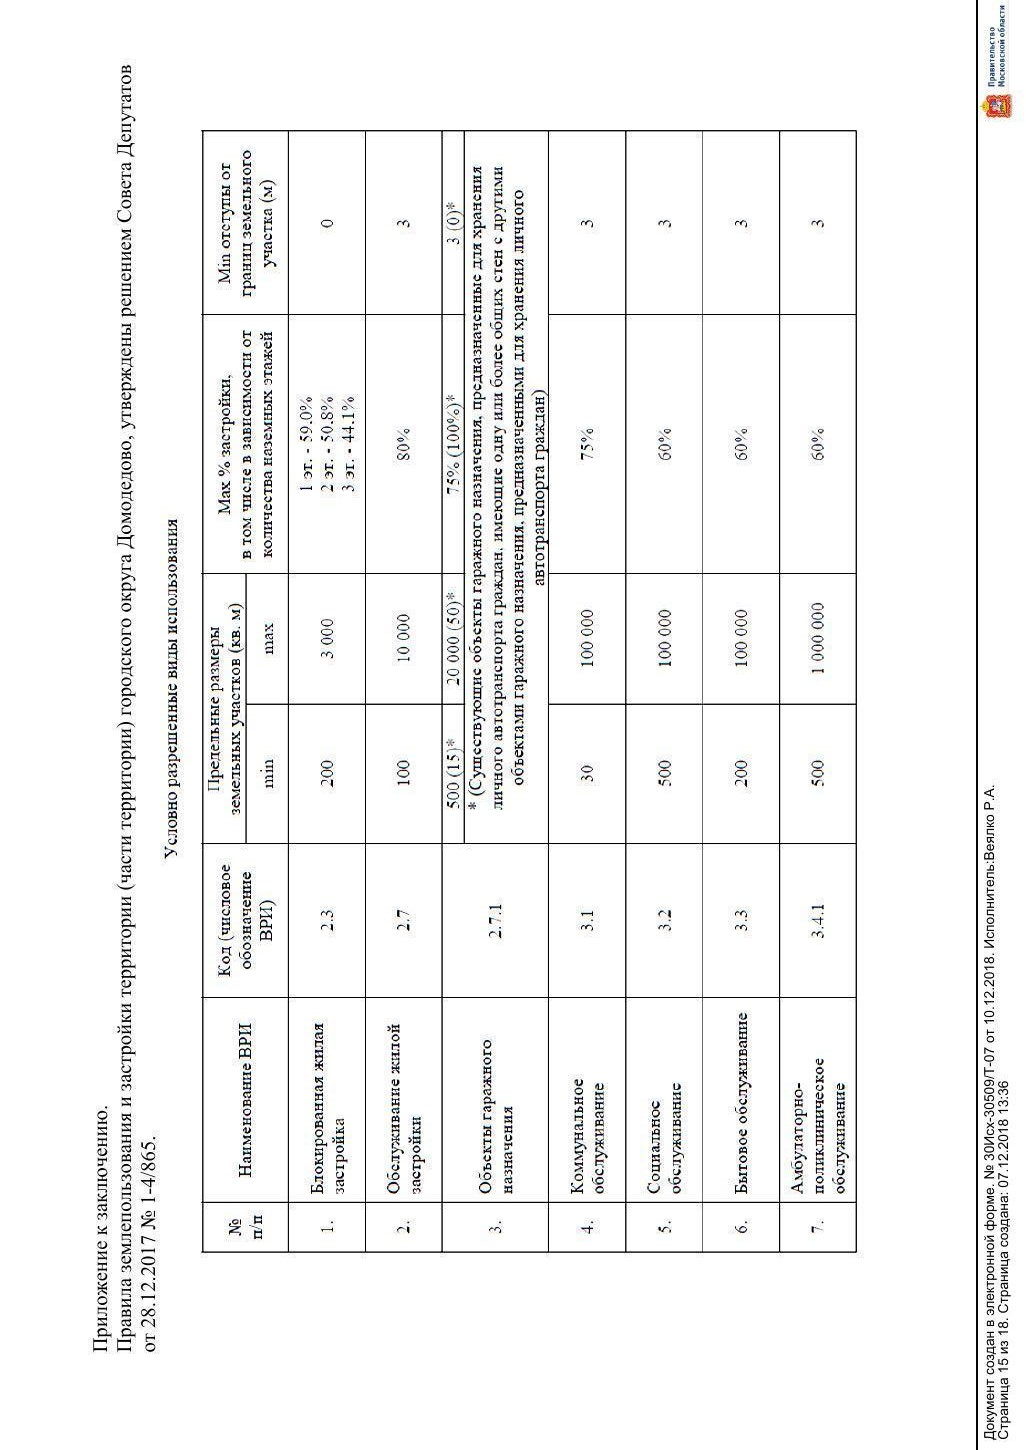 Приложение к заключению.
Правила землепользования и застройки территории (части территории) городского округа Домодедово, утверждены решением Совета Депутатов
от 28.12.2017 № 1-4/865.
Условно разрешенные виды использования
№
п/п
Наименование ВРИ
Код (числовое
обозначение
ВРИ)
Предельные размеры
земельных участков (кв. м)
min
max
Max % застройки,
в том числе в зависимости от
количества наземных этажей
Min отступы от
границ земельного
участка (м)
1.
Блокированная жилая
застройка
2.3
200
3 000
1 эт. - 59.0%
2 эт. - 50.8%
3 эт. - 44.1%
0
2.
Обслуживание жилой
застройки
2.7
100
10 000
80%
3
3.
Объекты гаражного
назначения
2.7.1
500 (15)*
20 000 (50)*
75% (100%)*
3 (0)*
* (Существующие объекты гаражного назначения, предназначенные для хранения
личного автотранспорта граждан, имеющие одну или более общих стен с другими
объектами гаражного назначения, предназначенными для хранения личного
автотранспорта граждан)
4.
Коммунальное
обслуживание
3.1
30
100 000
75%
3
5.
Социальное
обслуживание
3.2
500
100 000
60%
3
6.
Бытовое обслуживание
3.3
200
100 000
60%
3
7.
Амбулаторно-
поликлиническое
обслуживание
3.4.1
500
1 000 000
60%
3
Документ создан в электронной форме. № 30Исх-30509/Т-07 от 10.12.2018. Исполнитель:Веялко Р.А.
Страница 15 из 18. Страница создана: 07.12.2018 13:36
Правительство
Московской области